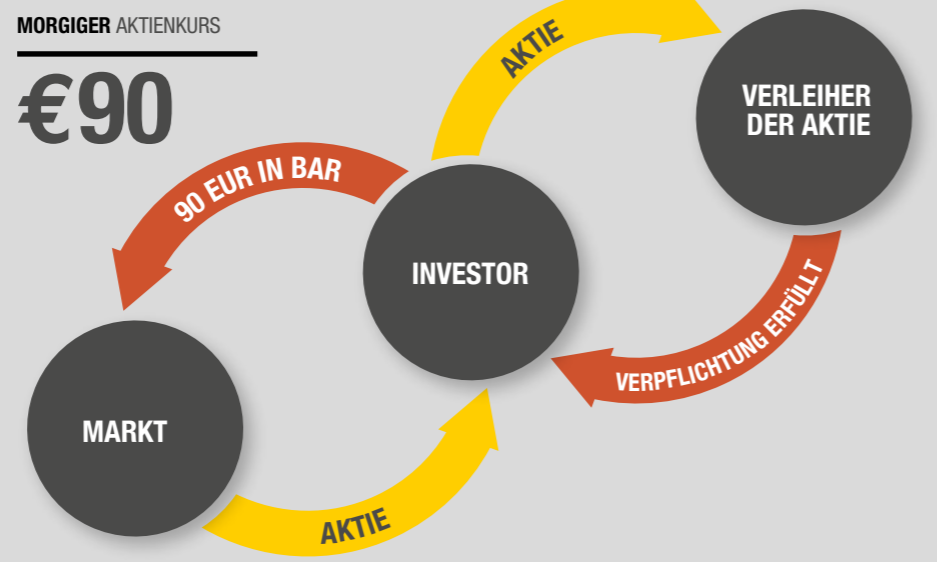 MORGIGER AKTIENKURS
€90
AKTIE
VERLEIHER
DER AKTIE
90 EUR IN BAR
INVESTOR
VERPFLICHTUNG ERFÜLLT
MARKT
AKTIE